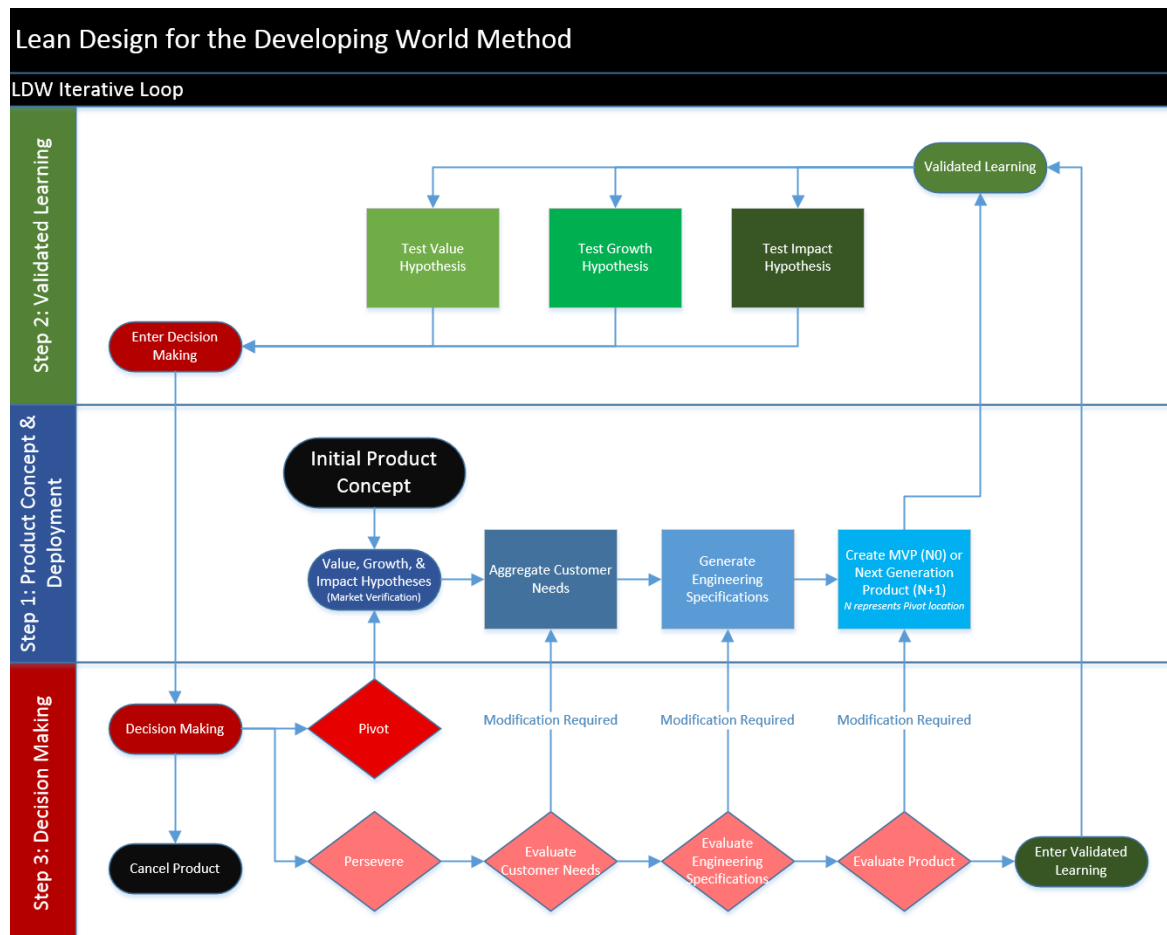 Lean Design for the Developing World Method
LDW Iterative Loop
Step 2: Validated Learning
Validated Learning
Test Value
Hypothesis
Test Growth
Hypothesis
Test Impact
Hypothesis
Enter Decision
Making
Step 1: Product Concept &
Deployment
Initial Product
Concept
Value, Growth, &
Impact Hypotheses
(Market Verification)
Aggregate Customer
Needs
Generate
Engineering
Specifications
Create MVP (N0) or
Next Generation
Product (N+1)
N represents Pivot location
Step 3: Decision Making
Decision Making
Pivot
Modification Required
Modification Required
Modification Required
Cancel Product
Persevere
Evaluate
Customer Needs
Evaluate
Engineering
Specifications
Evaluate Product
Enter Validated
Learning